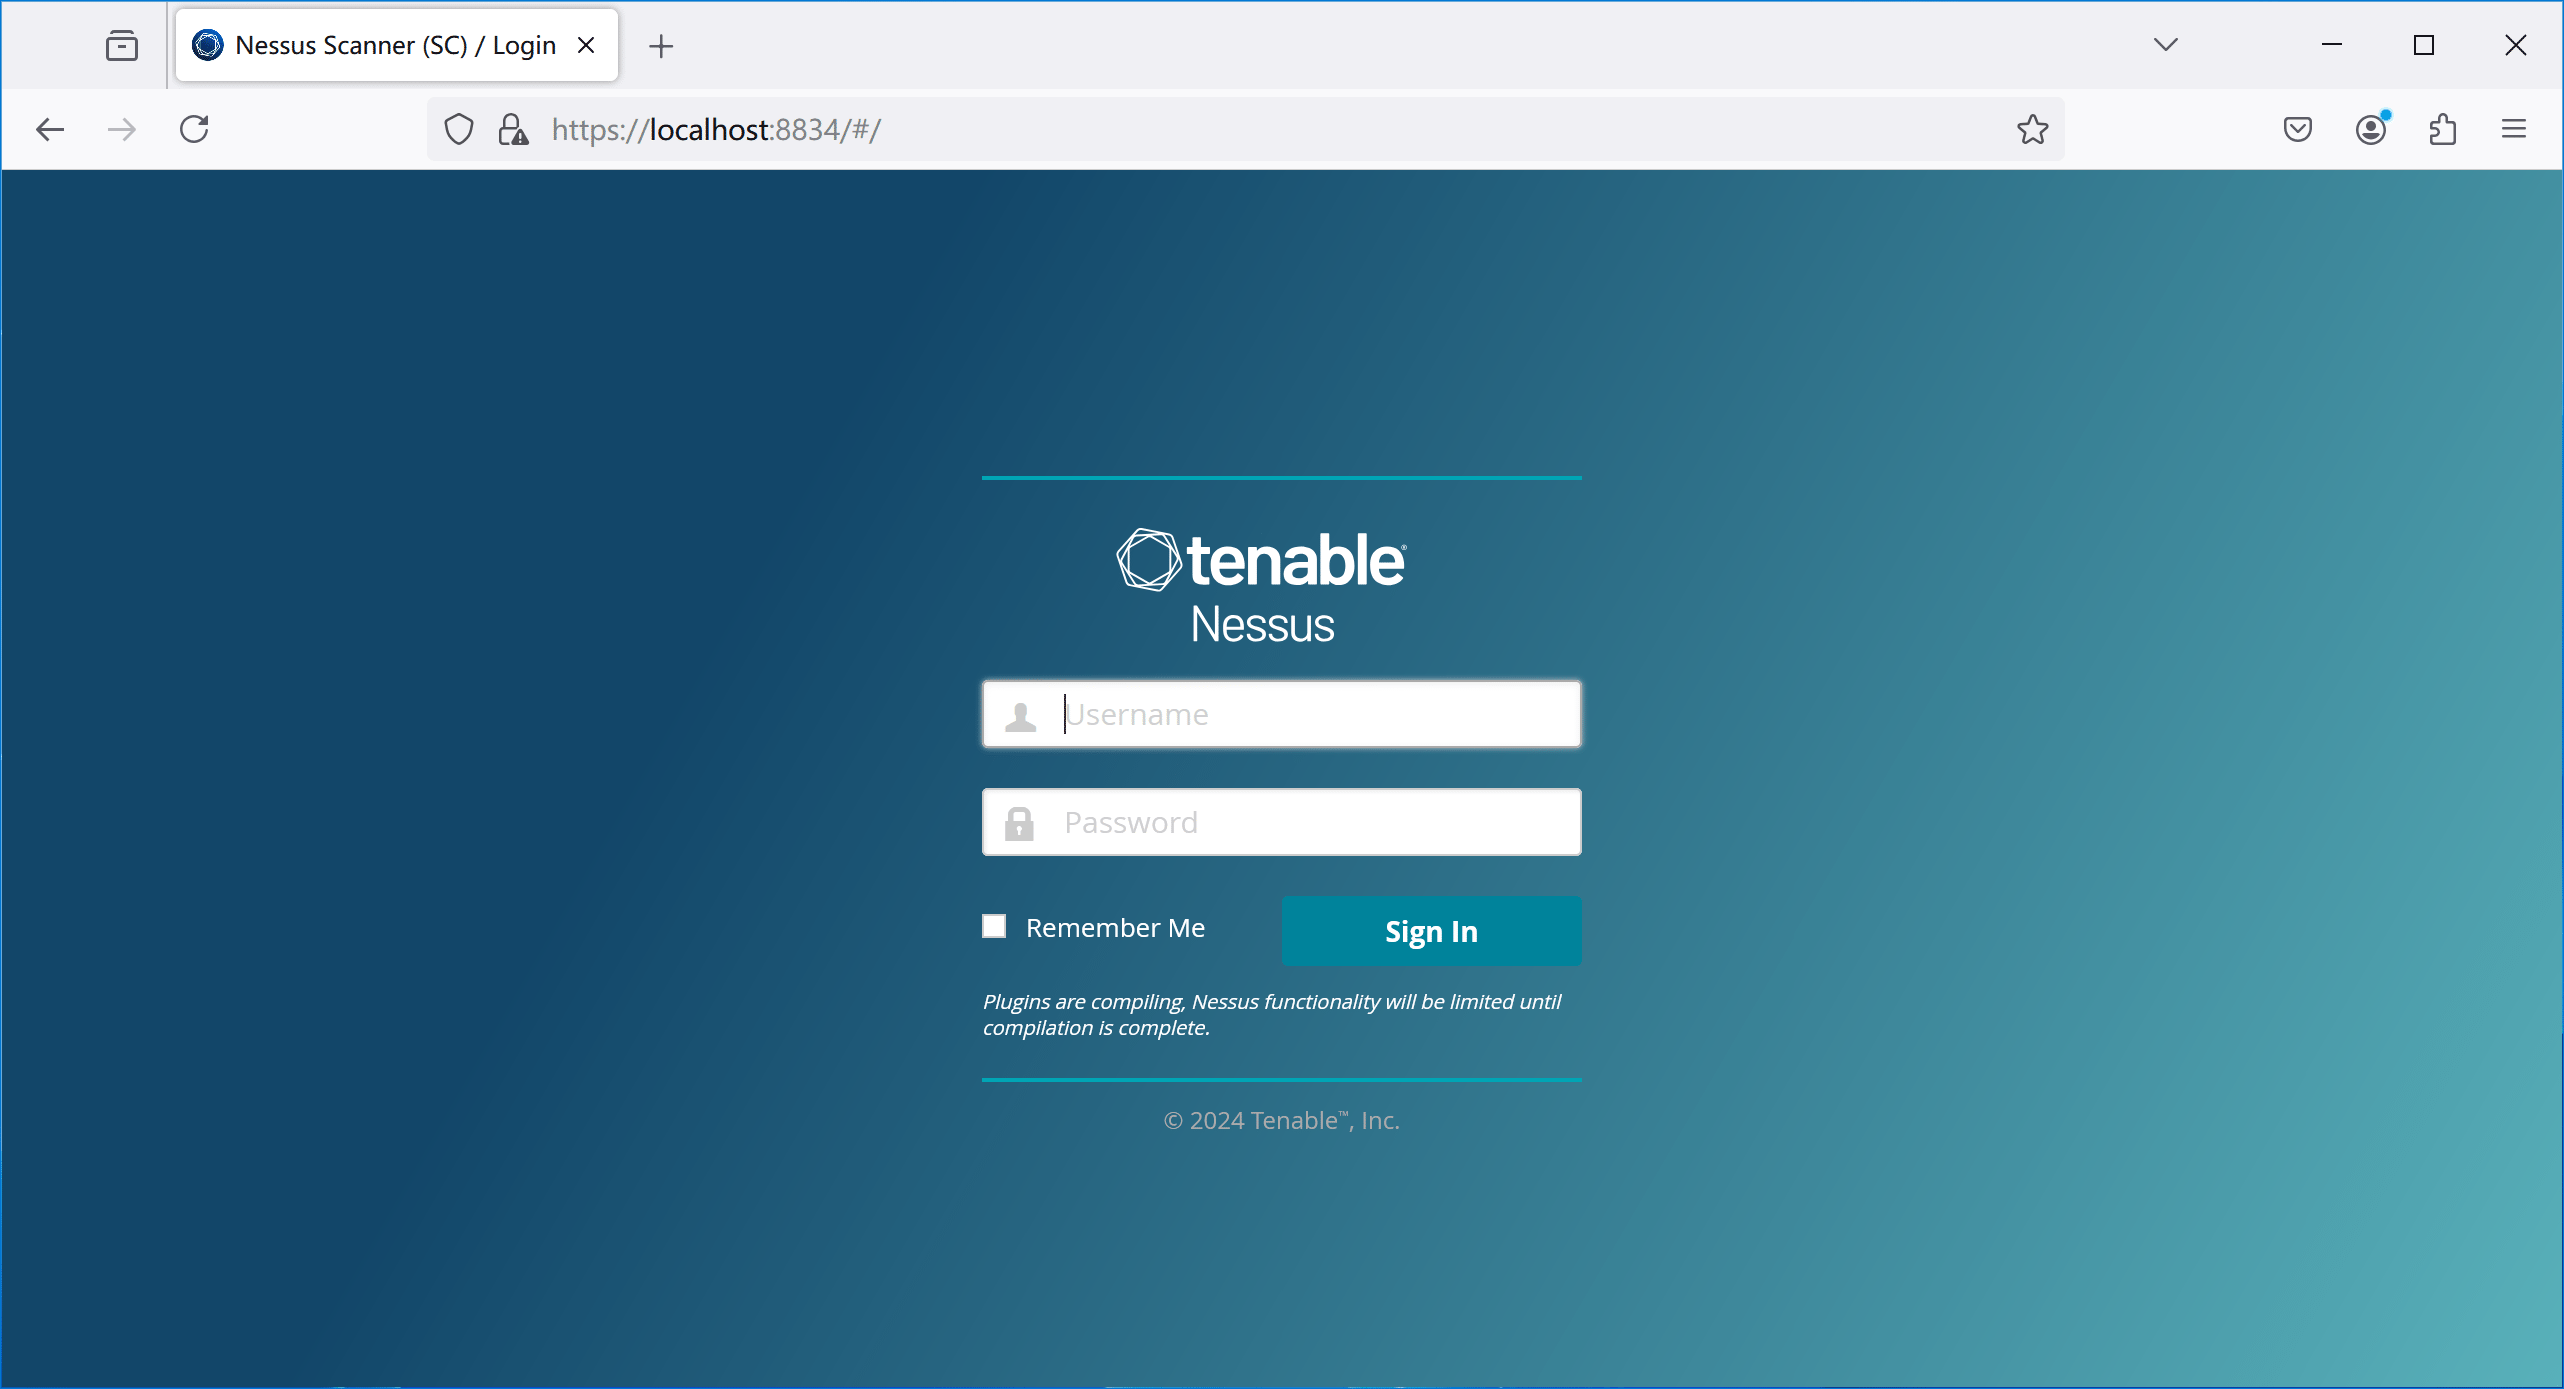 Nessus Scanner (SC) / Login
https://localhost:8834/#/
tenable®
Nessus
Username
Password
Remember Me
Sign In
Plugins are compiling, Nessus functionality will be limited until
compilation is complete.
© 2024 Tenable™, Inc.